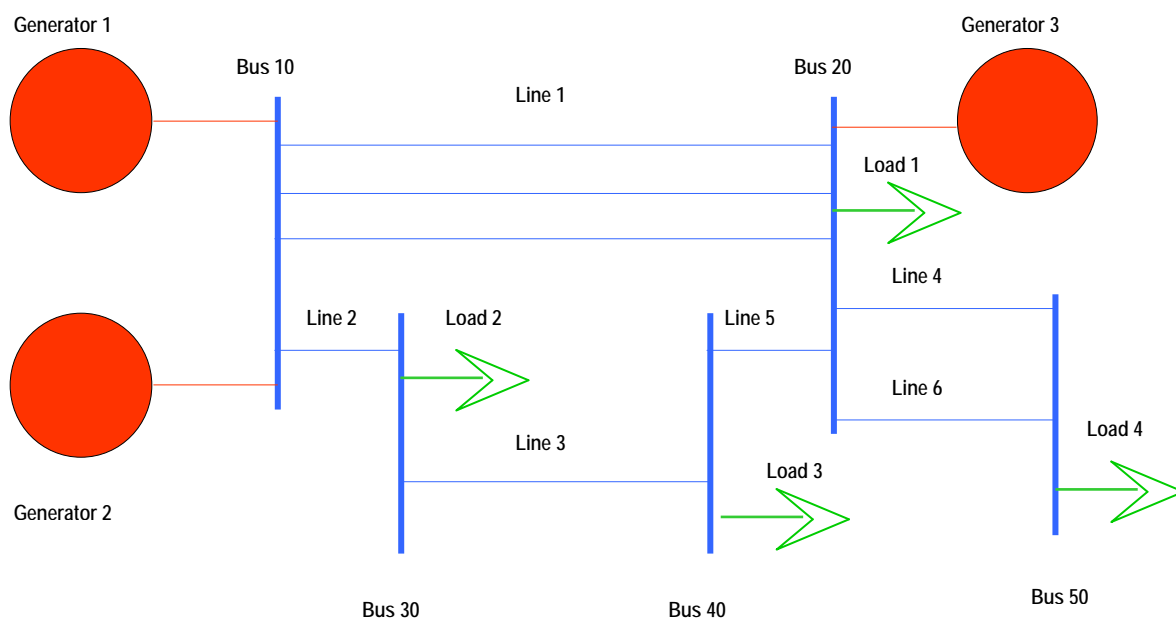 Generator 1
Generator 3
Bus 10
Bus 20
Line 1
Load 1
Line 4
Line 2
Load 2
Line 5
Line 6
Line 3
Load 3
Load 4
Generator 2
Bus 30
Bus 40
Bus 50